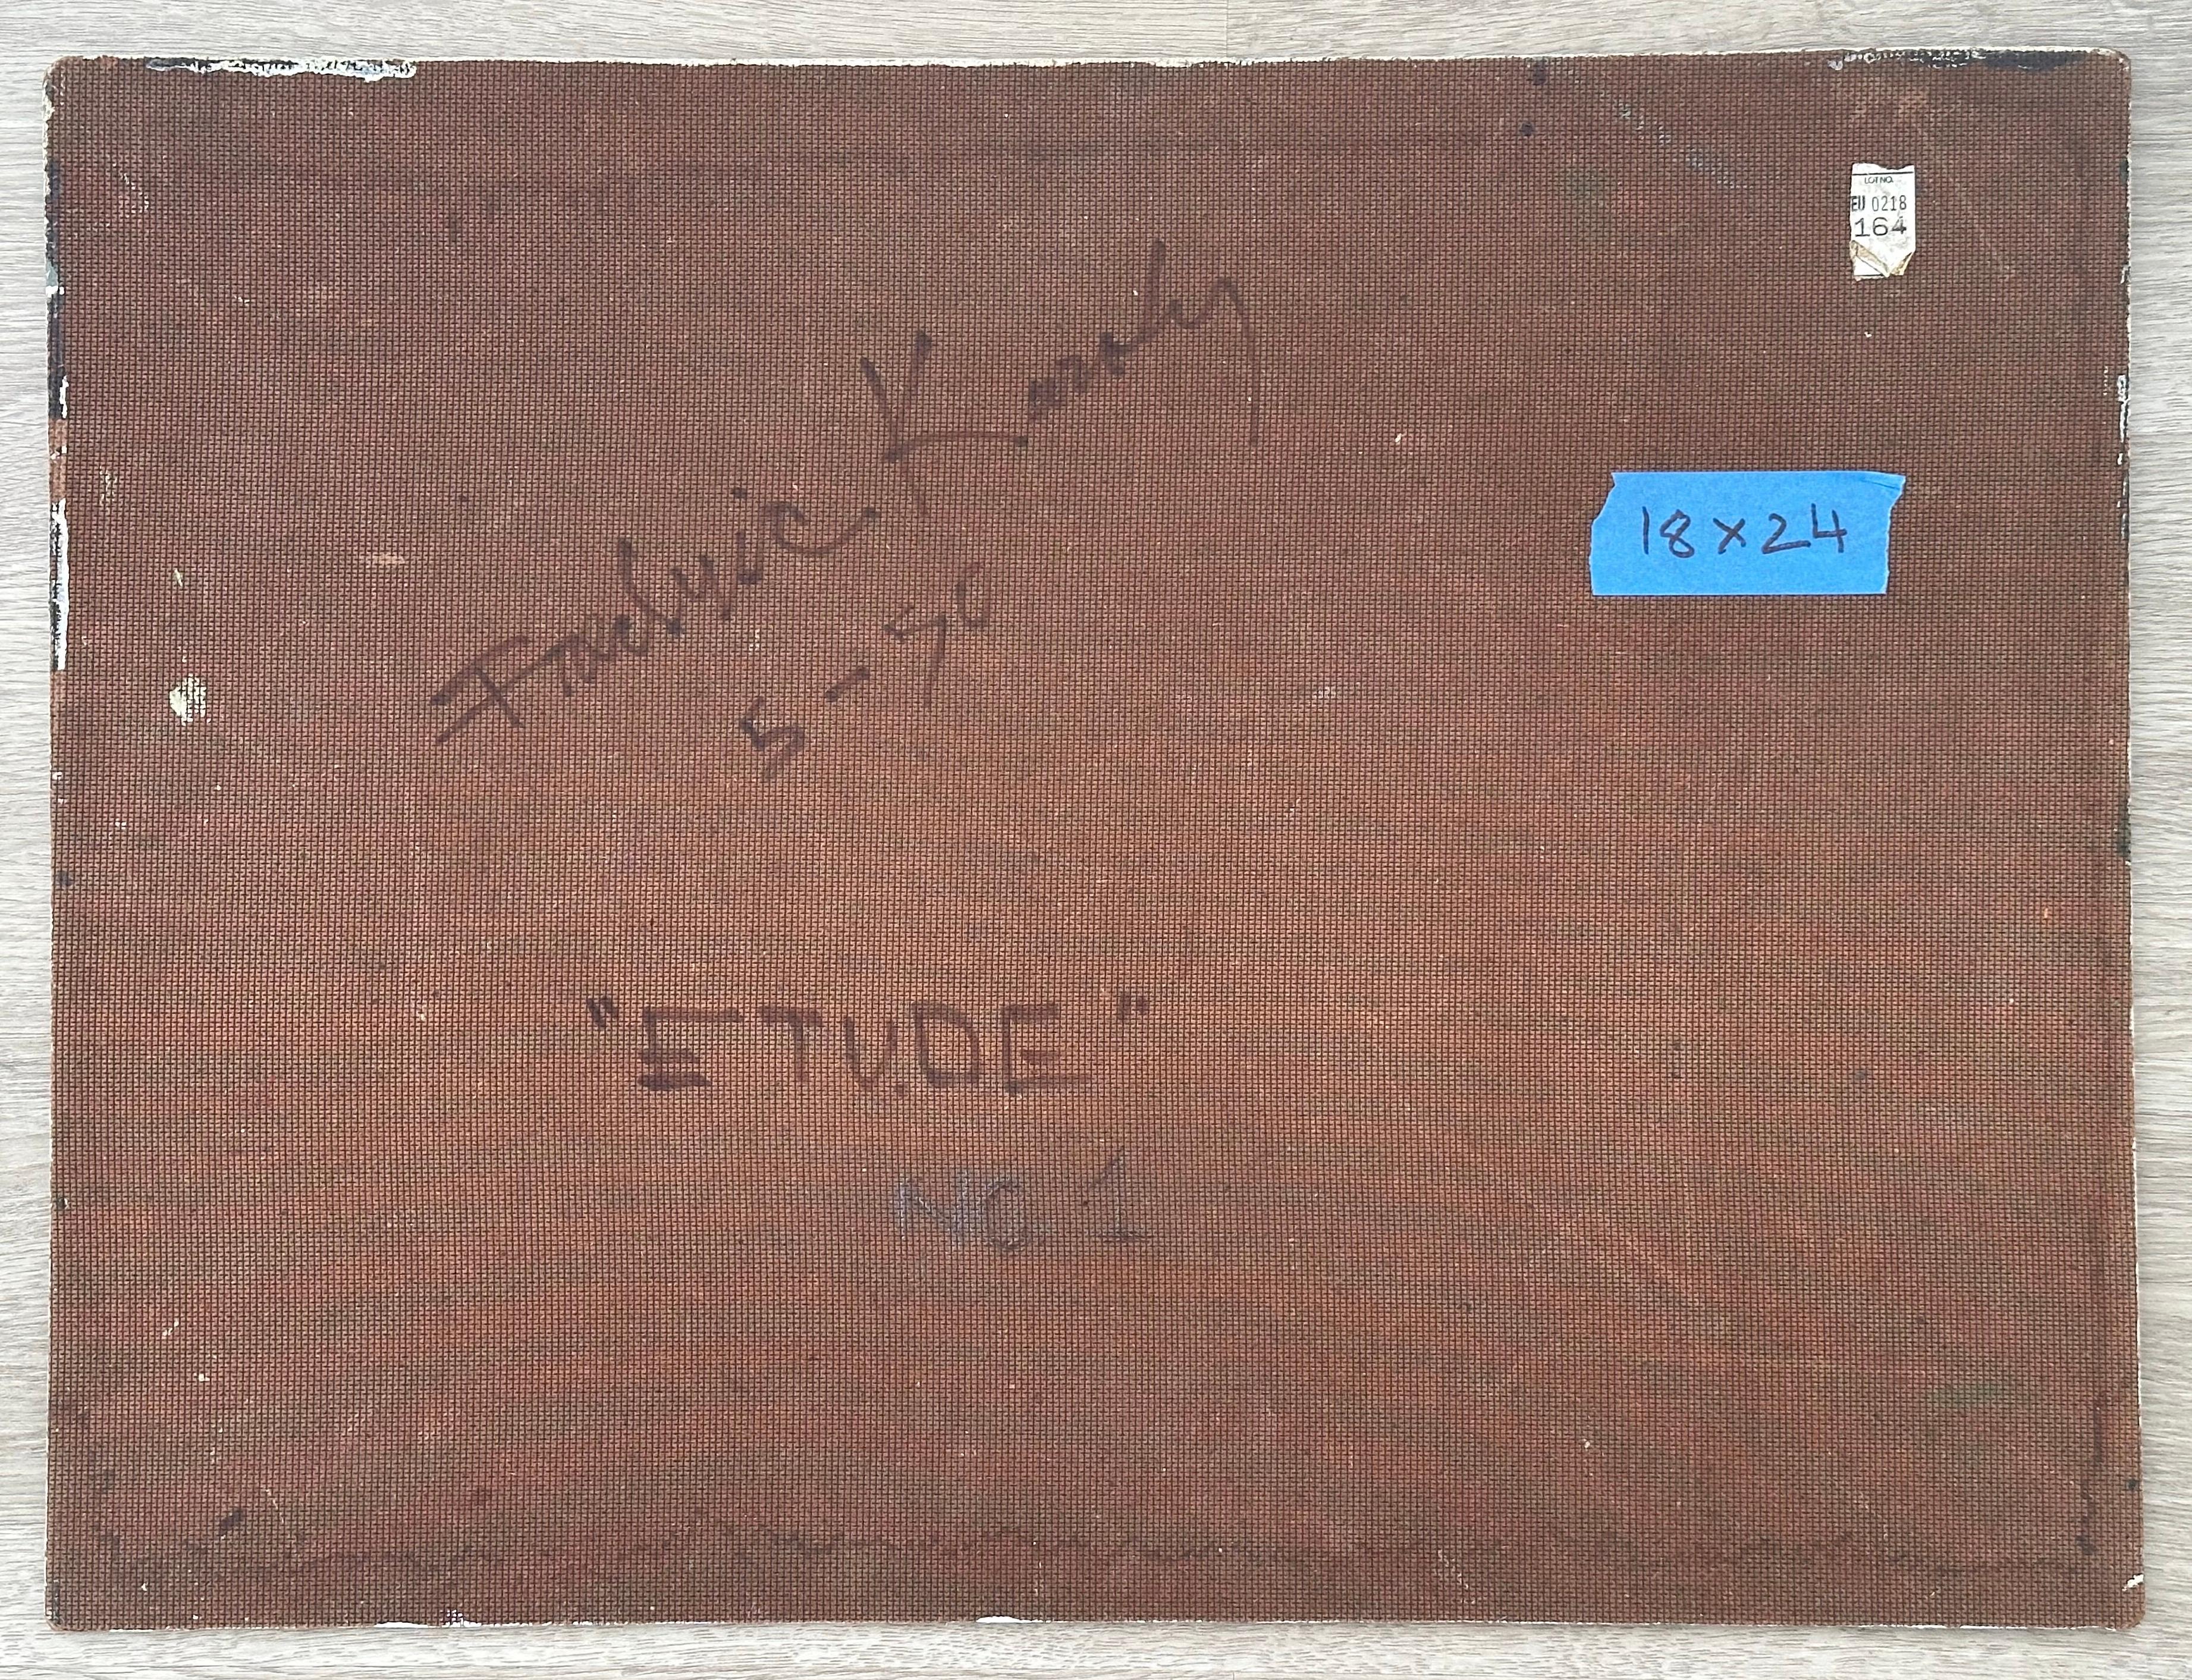 LOT NO.
EU 0218
164
18 x 24
5-70
"ETUDE"
NO 1